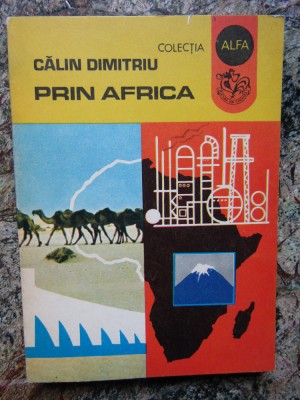 COLECȚIA
ALFA
CĂLIN DIMITRIU
PRIN AFRICA